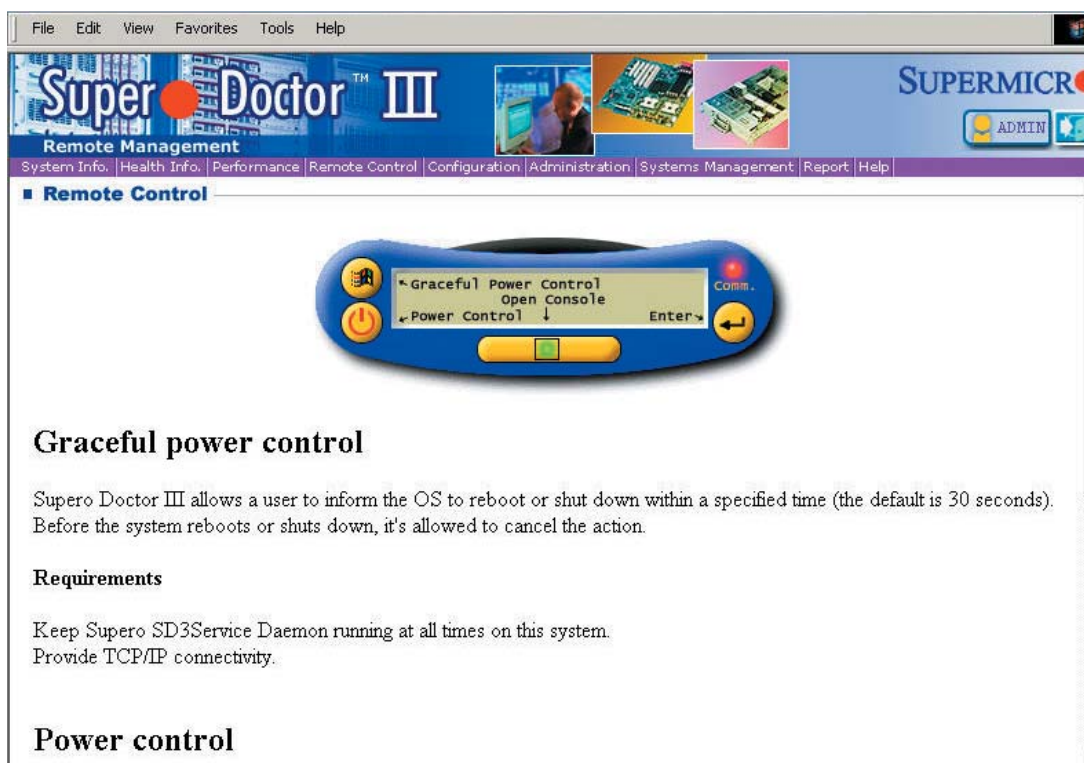 File Edit View Favorites Tools Help
Super Doctor ™ III
SUPERMICR
Remote Management
ADMIN
System Info. Health Info. Performance Remote Control Configuration Administration Systems Management Report Help
Remote Control
Graceful Power Control
Open Console
Power Control ↓ Enter
Comm.
Graceful power control
Supero Doctor III allows a user to inform the OS to reboot or shut down within a specified time (the default is 30 seconds).
Before the system reboots or shuts down, it's allowed to cancel the action.
Requirements
Keep Supero SD3Service Daemon running at all times on this system.
Provide TCP/IP connectivity.
Power control